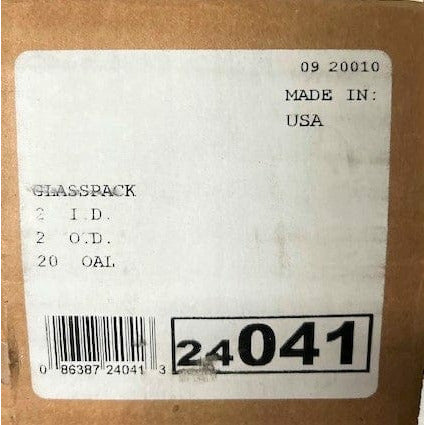 09 20010
MADE IN:
USA
GLASSPACK
2 I.D.
2 O.D.
20 OAL
24041
0 86387 24041 3